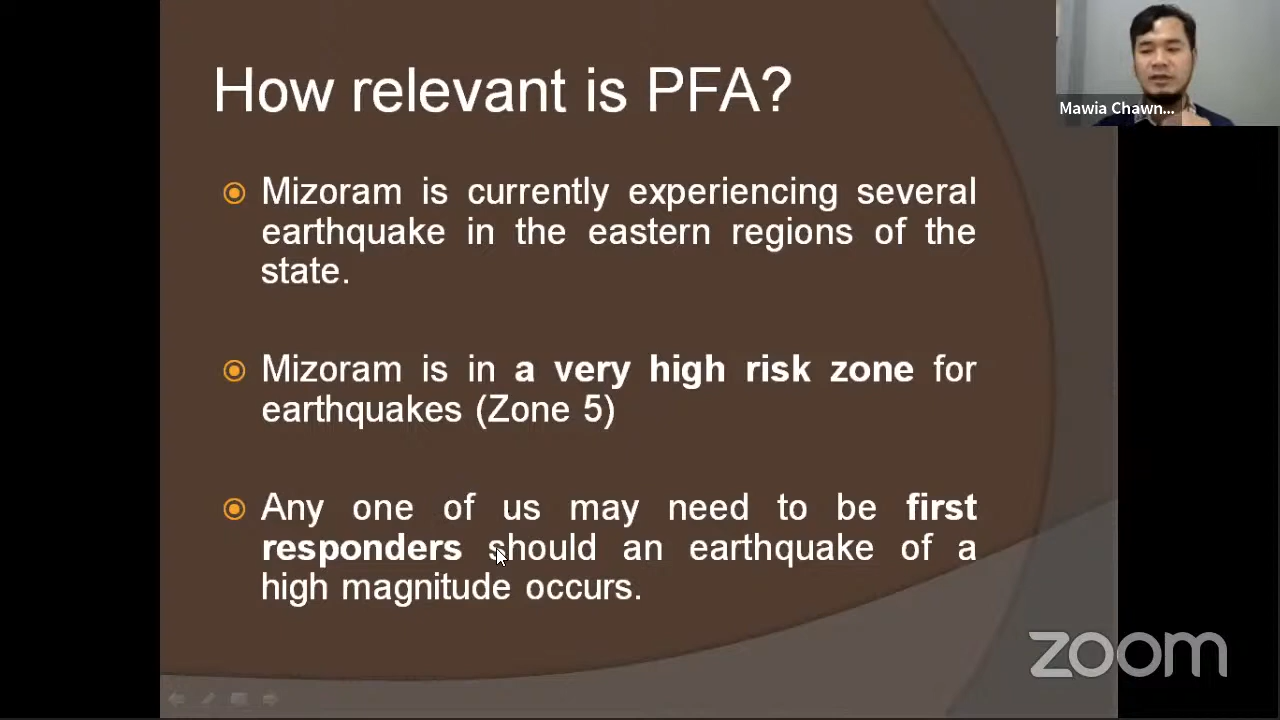 How relevant is PFA?
Mawia Chawn...
Mizoram is currently experiencing several
earthquake in the eastern regions of the
state.
Mizoram is in a very high risk zone for
earthquakes (Zone 5)
Any one of us may need to be first
responders should an earthquake of a
high magnitude occurs.
zoom